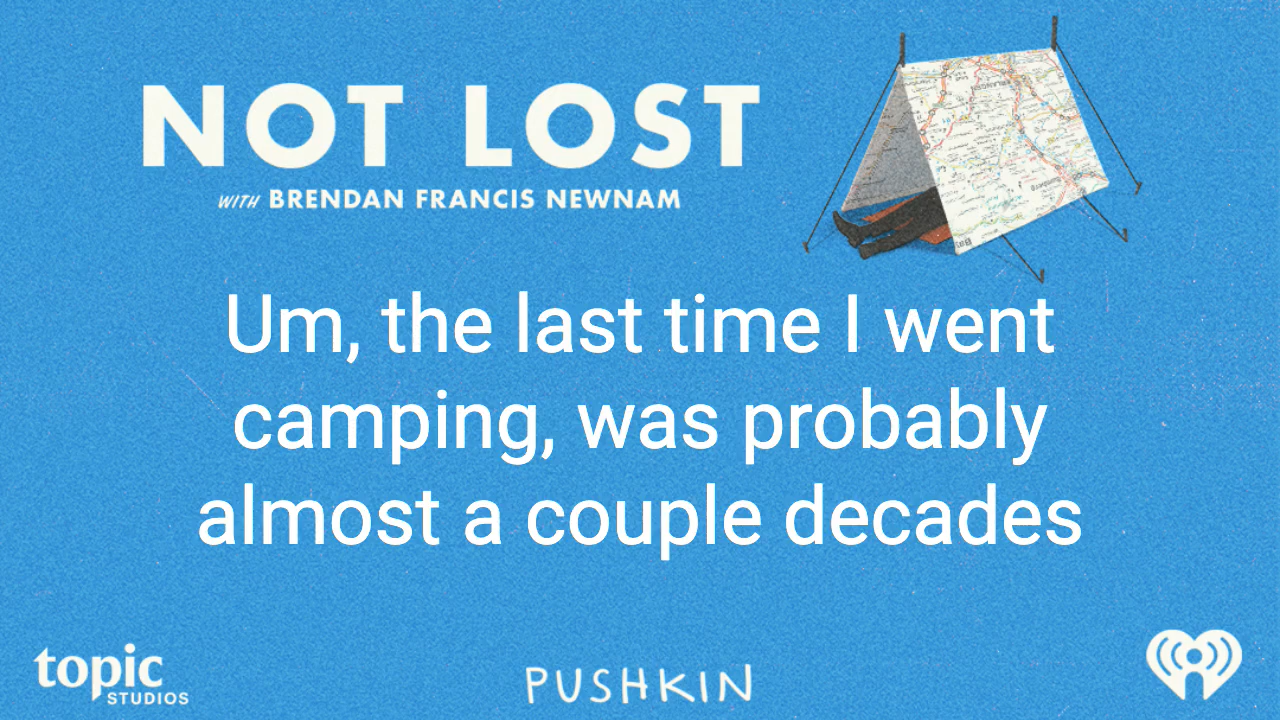 NOT LOST
WITH BRENDAN FRANCIS NEWNAM
Um, the last time I went
camping, was probably
almost a couple decades
topic
STUDIOS
PUSHKIN